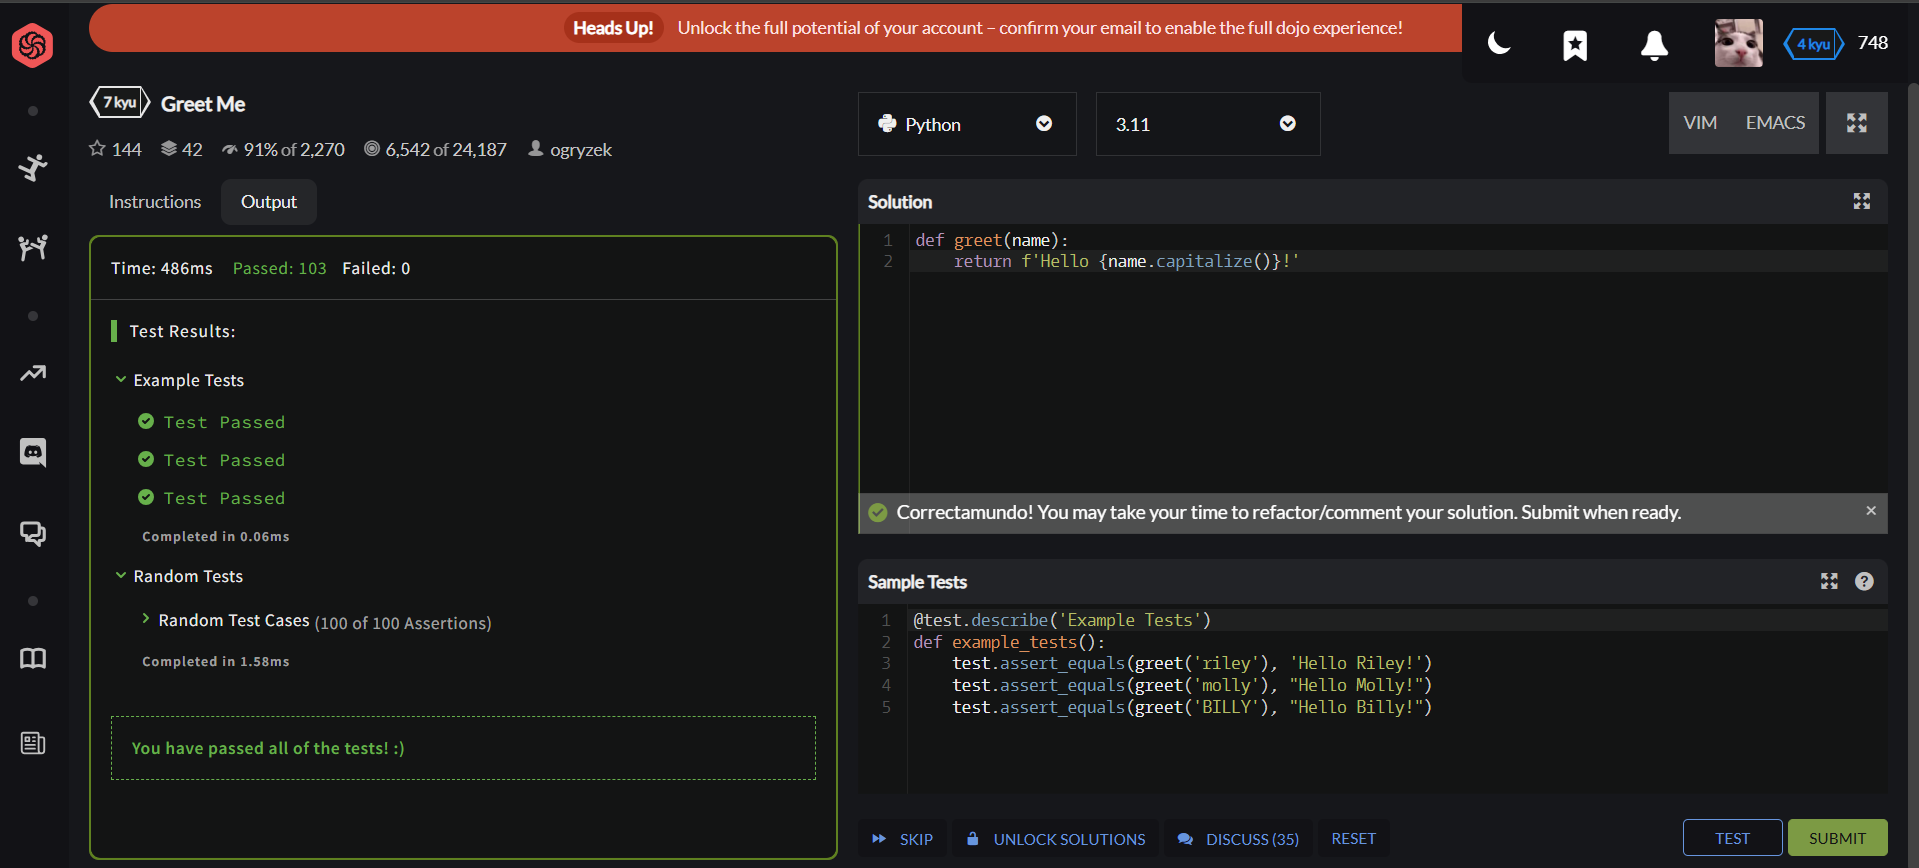 Heads Up! Unlock the full potential of your account – confirm your email to enable the full dojo experience!
4 kyu 748
7 kyu Greet Me
144 42 91% of 2,270 6,542 of 24,187 ogryzek
Instructions Output
Time: 486ms Passed: 103 Failed: 0
Test Results:
Example Tests
Test Passed
Test Passed
Test Passed
Completed in 0.06ms
Random Tests
Random Test Cases (100 of 100 Assertions)
Completed in 1.58ms
You have passed all of the tests! :)
Python 3.11 VIM EMACS
Solution
1 def greet(name):
2     return f'Hello {name.capitalize()}!'
Correctamundo! You may take your time to refactor/comment your solution. Submit when ready. ×
Sample Tests ?
1 @test.describe('Example Tests')
2 def example_tests():
3     test.assert_equals(greet('riley'), 'Hello Riley!')
4     test.assert_equals(greet('molly'), "Hello Molly!")
5     test.assert_equals(greet('BILLY'), "Hello Billy!")
SKIP UNLOCK SOLUTIONS DISCUSS (35) RESET TEST SUBMIT